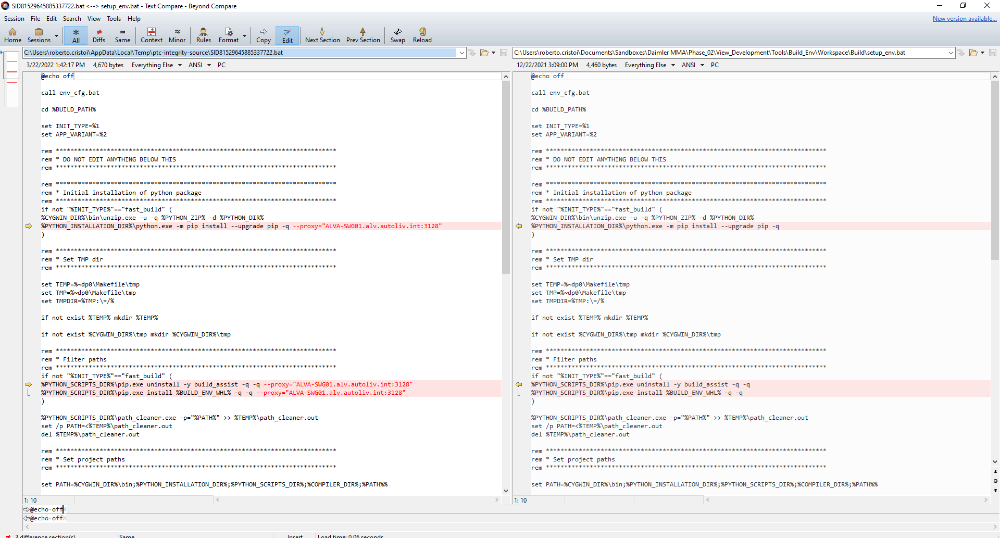 SID81529645885337722.bat <--> setup_env.bat - Text Compare - Beyond Compare
Session File Edit Search View Tools Help
New version available...
Home Sessions All Diffs Same Context Minor Rules Format Copy Edit Next Section Prev Section Swap Reload
C:\Users\roberto.cristoi\AppData\Local\Temp\ptc-integrity-source\SID81529645885337722.bat
3/22/2022 1:42:17 PM 4,670 bytes Everything Else ANSI PC
@echo off
call env_cfg.bat
cd %BUILD_PATH%
set INIT_TYPE=%1
set APP_VARIANT=%2
rem *****************************************************************************
rem * DO NOT EDIT ANYTHING BELOW THIS
rem *****************************************************************************
rem *****************************************************************************
rem * Initial installation of python package
rem *****************************************************************************
if not "%INIT_TYPE%"=="fast_build" (
%CYGWIN_DIR%\bin\unzip.exe -u -q %PYTHON_ZIP% -d %PYTHON_DIR%
%PYTHON_INSTALLATION_DIR%\python.exe -m pip install --upgrade pip -q --proxy="ALVA-SWG01.alv.autoliv.int:3128"
)
rem *****************************************************************************
rem * Set TMP dir
rem *****************************************************************************
set TEMP=%~dp0\Makefile\tmp
set TMP=%~dp0\Makefile\tmp
set TMPDIR=%TMP:\=/%
if not exist %TEMP% mkdir %TEMP%
if not exist %CYGWIN_DIR%\tmp mkdir %CYGWIN_DIR%\tmp
rem *****************************************************************************
rem * Filter paths
rem *****************************************************************************
if not "%INIT_TYPE%"=="fast_build" (
%PYTHON_SCRIPTS_DIR%\pip.exe uninstall -y build_assist -q -q --proxy="ALVA-SWG01.alv.autoliv.int:3128"
%PYTHON_SCRIPTS_DIR%\pip.exe install %BUILD_ENV_WHL% -q -q --proxy="ALVA-SWG01.alv.autoliv.int:3128"
)
%PYTHON_SCRIPTS_DIR%\path_cleaner.exe -p="%PATH%" >> %TEMP%\path_cleaner.out
set /p PATH=<%TEMP%\path_cleaner.out
del %TEMP%\path_cleaner.out
rem *****************************************************************************
rem * Set project paths
rem *****************************************************************************
set PATH=%CYGWIN_DIR%\bin;%PYTHON_INSTALLATION_DIR%;%PYTHON_SCRIPTS_DIR%;%COMPILER_DIR%;%PATH%%
1: 10
C:\Users\roberto.cristoi\Documents\Sandboxes\Daimler MMA\Phase_02\View_Development\Tools\Build_Env\Workspace\Build\setup_env.bat
12/22/2021 3:09:00 PM 4,460 bytes Everything Else ANSI PC
@echo off
call env_cfg.bat
cd %BUILD_PATH%
set INIT_TYPE=%1
set APP_VARIANT=%2
rem *****************************************************************************
rem * DO NOT EDIT ANYTHING BELOW THIS
rem *****************************************************************************
rem *****************************************************************************
rem * Initial installation of python package
rem *****************************************************************************
if not "%INIT_TYPE%"=="fast_build" (
%CYGWIN_DIR%\bin\unzip.exe -u -q %PYTHON_ZIP% -d %PYTHON_DIR%
%PYTHON_INSTALLATION_DIR%\python.exe -m pip install --upgrade pip -q
)
rem *****************************************************************************
rem * Set TMP dir
rem *****************************************************************************
set TEMP=%~dp0\Makefile\tmp
set TMP=%~dp0\Makefile\tmp
set TMPDIR=%TMP:\=/%
if not exist %TEMP% mkdir %TEMP%
if not exist %CYGWIN_DIR%\tmp mkdir %CYGWIN_DIR%\tmp
rem *****************************************************************************
rem * Filter paths
rem *****************************************************************************
if not "%INIT_TYPE%"=="fast_build" (
%PYTHON_SCRIPTS_DIR%\pip.exe uninstall -y build_assist -q -q
%PYTHON_SCRIPTS_DIR%\pip.exe install %BUILD_ENV_WHL% -q -q
)
%PYTHON_SCRIPTS_DIR%\path_cleaner.exe -p="%PATH%" >> %TEMP%\path_cleaner.out
set /p PATH=<%TEMP%\path_cleaner.out
del %TEMP%\path_cleaner.out
rem *****************************************************************************
rem * Set project paths
rem *****************************************************************************
set PATH=%CYGWIN_DIR%\bin;%PYTHON_INSTALLATION_DIR%;%PYTHON_SCRIPTS_DIR%;%COMPILER_DIR%;%PATH%%
1: 10
@echo·off¤
@echo·off¤
3 difference section(s) Same Insert Load time: 0.06 seconds